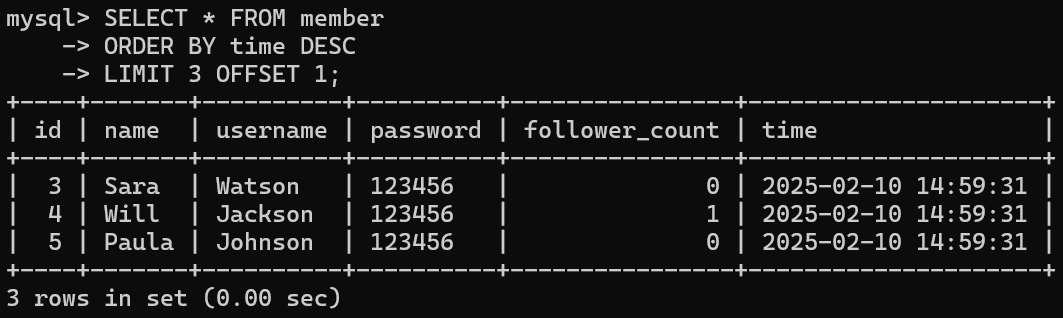 mysql> SELECT * FROM member
    -> ORDER BY time DESC
    -> LIMIT 3 OFFSET 1;
+----+-------+----------+----------+----------------+---------------------+
| id | name  | username | password | follower_count | time                |
+----+-------+----------+----------+----------------+---------------------+
|  3 | Sara  | Watson   | 123456   |              0 | 2025-02-10 14:59:31 |
|  4 | Will  | Jackson  | 123456   |              1 | 2025-02-10 14:59:31 |
|  5 | Paula | Johnson  | 123456   |              0 | 2025-02-10 14:59:31 |
+----+-------+----------+----------+----------------+---------------------+
3 rows in set (0.00 sec)